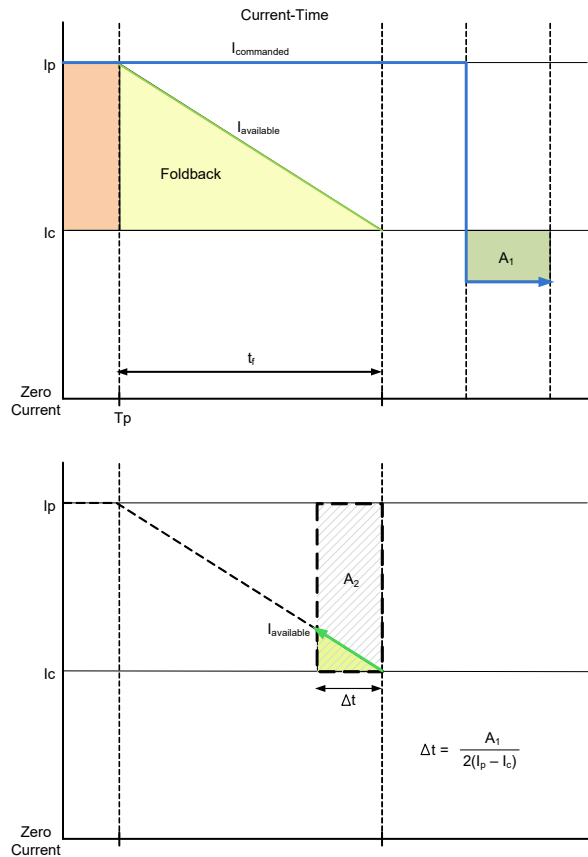 Current-Time
Ip
Icommanded
Iavailable
Foldback
Ic
A1
tf
Zero
Current
Tp
Ip
A2
Iavailable
Ic
Δt
Δt = A1
2(Ip – Ic)
Zero
Current